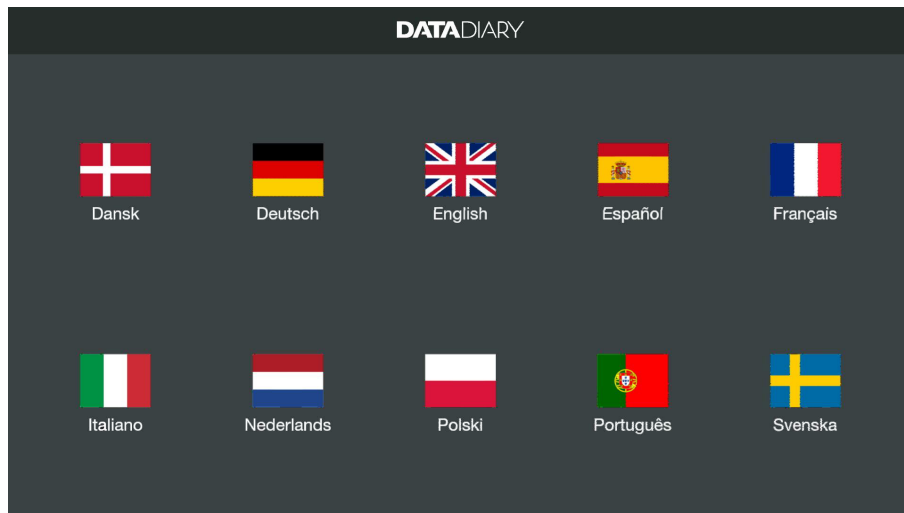 DATADIARY
Dansk Deutsch English Español Français
Italiano Nederlands Polski Português Svenska